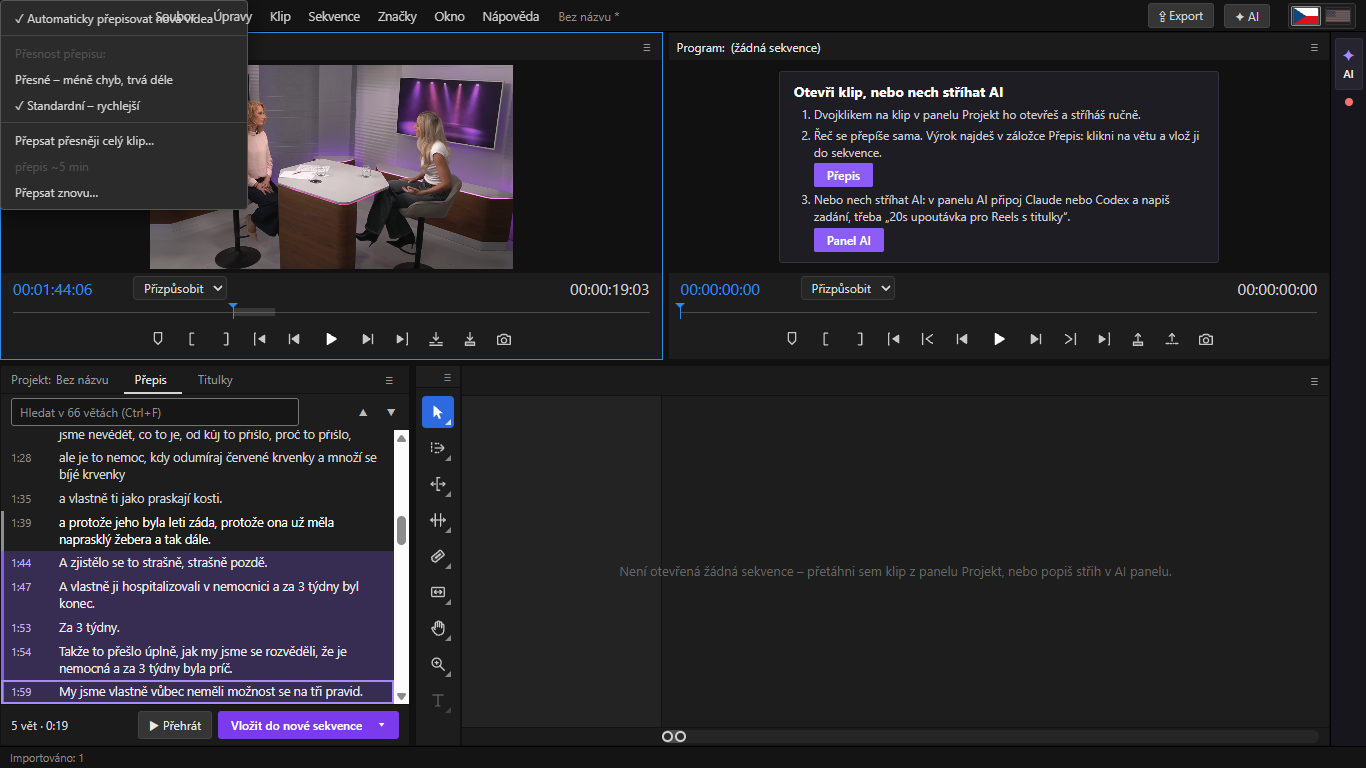 ✓ Automaticky přepisovat nová videa
Soubor Úpravy Klip Sekvence Značky Okno Nápověda Bez názvu *
Export
AI
Přesnost přepisu:
Přesné – méně chyb, trvá déle
✓ Standardní – rychlejší
Přepsat přesněji celý klip...
přepis ~5 min
Přepsat znovu...
00:01:44:06
Přizpůsobit
00:00:19:03
Program: (žádná sekvence)
Otevři klip, nebo nech stříhat AI
1. Dvojklikem na klip v panelu Projekt ho otevřeš a stříháš ručně.
2. Řeč se přepíše sama. Výrok najdeš v záložce Přepis: klikni na větu a vlož ji
do sekvence.
Přepis
3. Nebo nech stříhat AI: v panelu AI připoj Claude nebo Codex a napiš
zadání, třeba „20s upoutávka pro Reels s titulky“.
Panel AI
00:00:00:00
Přizpůsobit
00:00:00:00
AI
Projekt: Bez názvu Přepis Titulky
Hledat v 66 větách (Ctrl+F)
jsme nevěděť, co to je, od kůj to přišlo, proč to přišlo,
1:28 ale je to nemoc, kdy odumíraj červené krvenky a množí se
bíjé krvenky
1:35 a vlastně ti jako praskají kosti.
1:39 a protože jeho byla leti záda, protože ona už měla
naprasklý žebera a tak dále.
1:44 A zjistělo se to strašně, strašně pozdě.
1:47 A vlastně ji hospitalizovali v nemocnici a za 3 týdny byl
konec.
1:53 Za 3 týdny.
1:54 Takže to přešlo úplně, jak my jsme se rozvěděli, že je
nemocná a za 3 týdny byla príč.
1:59 My jsme vlastně vůbec neměli možnost se na tři pravid.
5 vět · 0:19
Přehrát
Vložit do nové sekvence
Není otevřená žádná sekvence – přetáhni sem klip z panelu Projekt, nebo popiš střih v AI panelu.
Importováno: 1